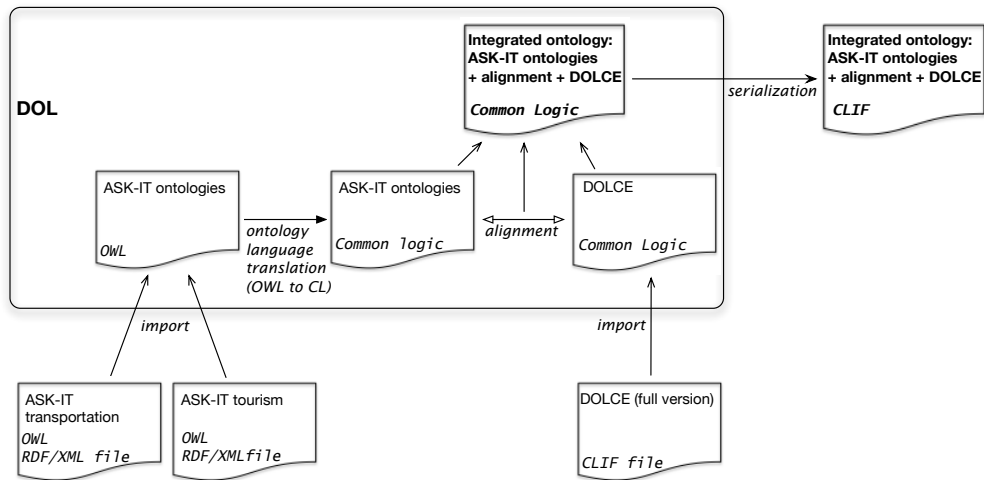 Integrated ontology:
ASK-IT ontologies
+ alignment + DOLCE
Common Logic
serialization
Integrated ontology:
ASK-IT ontologies
+ alignment + DOLCE
CLIF
DOL
ASK-IT ontologies
OWL
ontology
language
translation
(OWL to CL)
ASK-IT ontologies
Common logic
alignment
DOLCE
Common Logic
import
import
ASK-IT
transportation
OWL
RDF/XML file
ASK-IT tourism
OWL
RDF/XMLfile
DOLCE (full version)
CLIF file